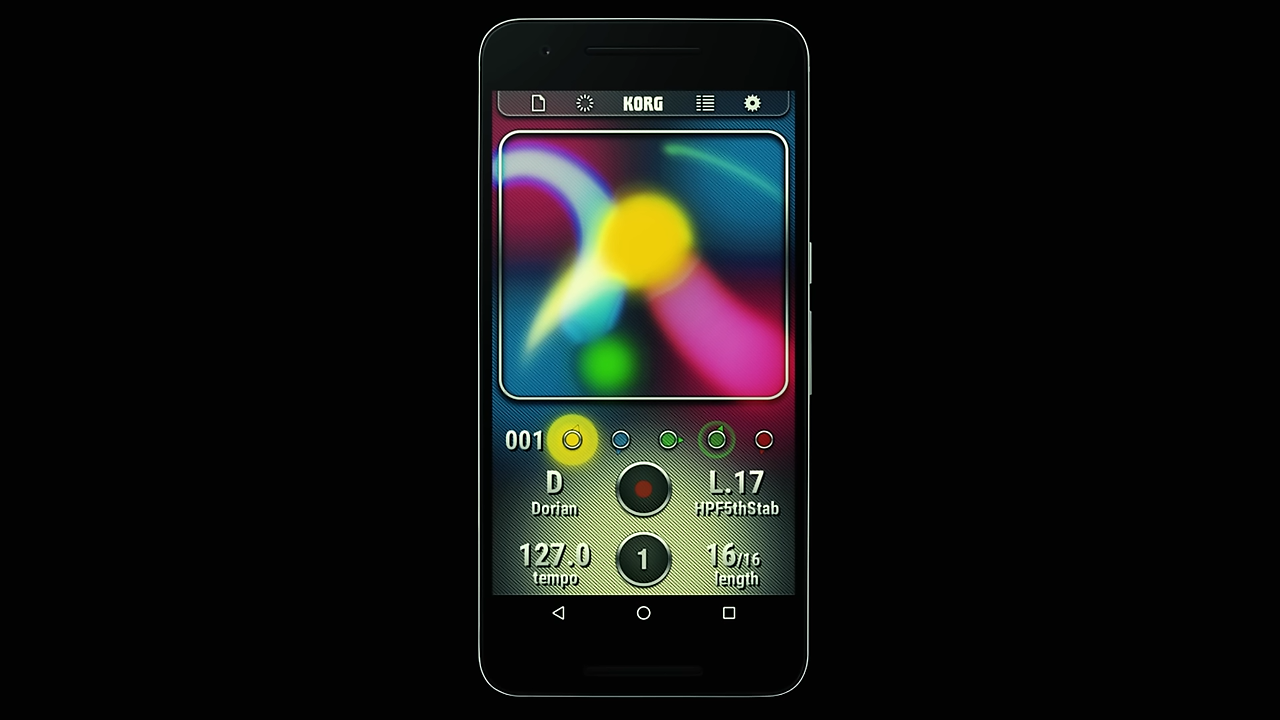 KORG
001
D
Dorian
L.17
HPF5thStab
127.0
tempo
1
16/16
length